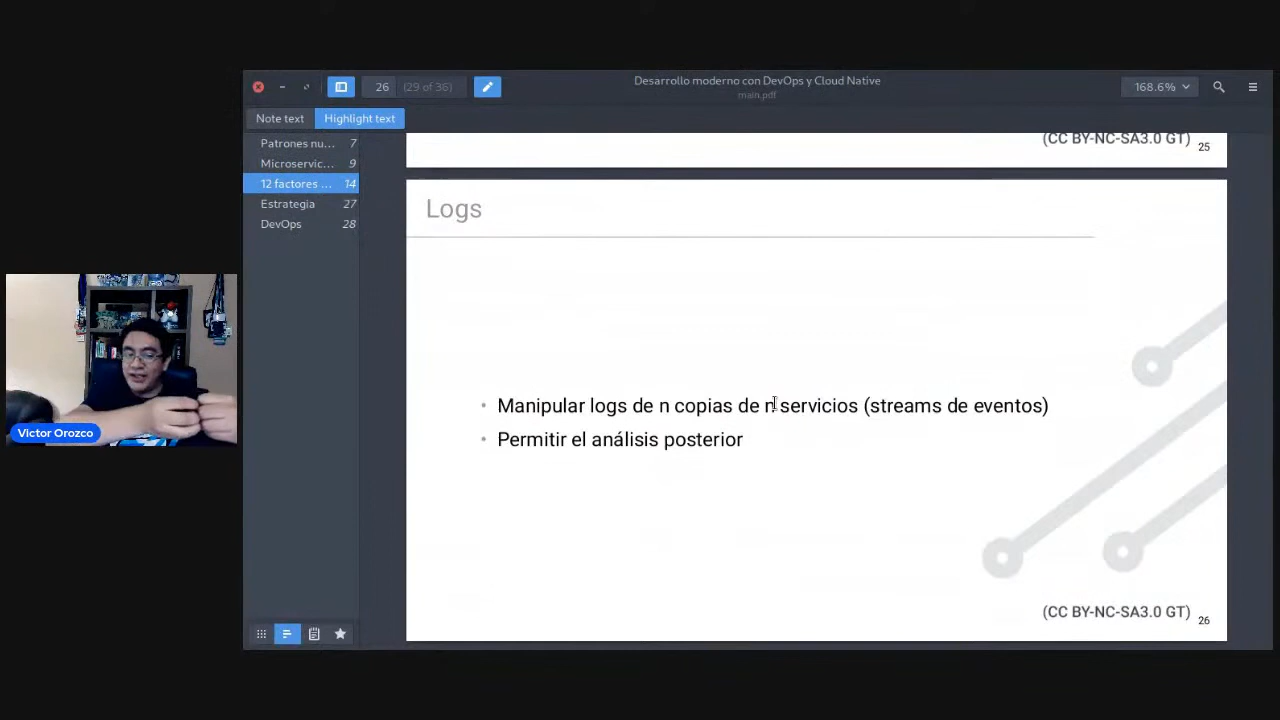 26 (29 of 36)
Desarrollo moderno con DevOps y Cloud Native
main.pdf
168.6%
Note text
Highlight text
Patrones nu... 7
Microservic... 9
12 factores ... 14
Estrategia 27
DevOps 28
(CC BY-NC-SA3.0 GT) 25
Logs
• Manipular logs de n copias de n servicios (streams de eventos)
• Permitir el análisis posterior
(CC BY-NC-SA3.0 GT) 26
Victor Orozco